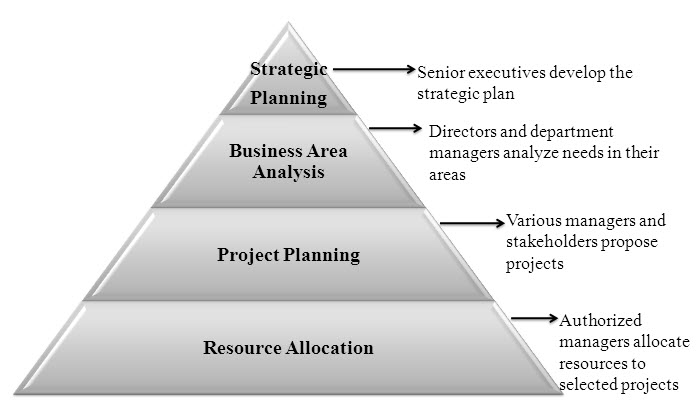 Strategic
Planning
Senior executives develop the
strategic plan
Business Area
Analysis
Directors and department
managers analyze needs in their
areas
Project Planning
Various managers and
stakeholders propose
projects
Resource Allocation
Authorized
managers allocate
resources to
selected projects